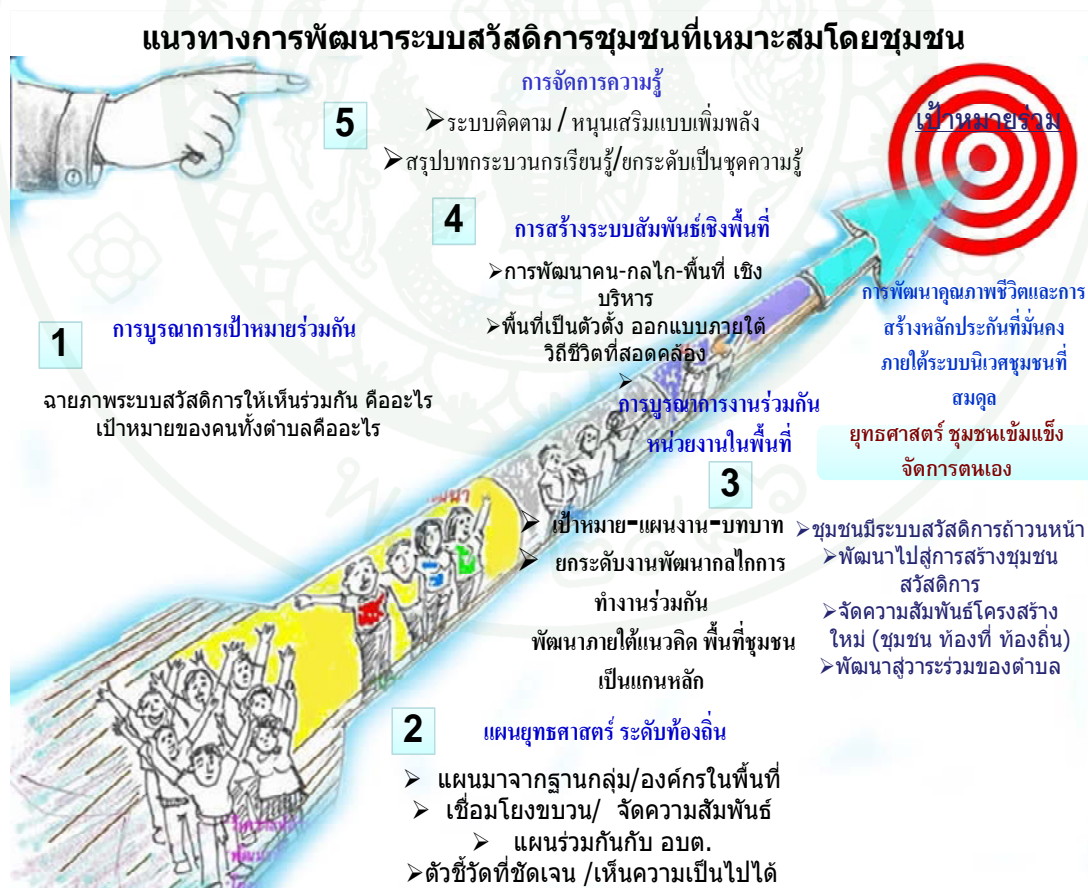 แนวทางการพัฒนาระบบสวัสดิการชุมชนที่เหมาะสมโดยชุมชน
การจัดการความรู้
5
➢ระบบติดตาม / หนุนเสริมแบบเพิ่มพลัง
➢สรุปบทกระบวนกรเรียนรู้/ยกระดับเป็นชุดความรู้
เป้าหมายร่วม
4
การสร้างระบบสัมพันธ์เชิงพื้นที่
➢การพัฒนาคน-กลไก-พื้นที่ เชิง
บริหาร
➢พื้นที่เป็นตัวตั้ง ออกแบบภายใต้
วิถีชีวิตที่สอดคล้อง
➢
1
การบูรณาการเป้าหมายร่วมกัน
ฉายภาพระบบสวัสดิการให้เห็นร่วมกัน คืออะไร
เป้าหมายของคนทั้งตำบลคืออะไร
การพัฒนาคุณภาพชีวิตและการ
สร้างหลักประกันที่มั่นคง
ภายใต้ระบบนิเวศชุมชนที่
สมดุล
ยุทธศาสตร์ ชุมชนเข้มแข็ง
จัดการตนเอง
การบูรณาการงานร่วมกัน
หน่วยงานในพื้นที่
3
➢ เป้าหมาย-แผนงาน-บทบาท
➢ ยกระดับงานพัฒนากลไกการ
ทำงานร่วมกัน
พัฒนาภายใต้แนวคิด พื้นที่ชุมชน
เป็นแกนหลัก
➢ชุมชนมีระบบสวัสดิการถ้าวนหน้า
➢พัฒนาไปสู่การสร้างชุมชน
สวัสดิการ
➢จัดความสัมพันธ์โครงสร้าง
ใหม่ (ชุมชน ท้องที่ ท้องถิ่น)
➢พัฒนาสู่วาระร่วมของตำบล
2
แผนยุทธศาสตร์ ระดับท้องถิ่น
➢ แผนมาจากฐานกลุ่ม/องค์กรในพื้นที่
➢ เชื่อมโยงขบวน/ จัดความสัมพันธ์
➢ แผนร่วมกันกับ อบต.
➢ตัวชี้วัดที่ชัดเจน /เห็นความเป็นไปได้